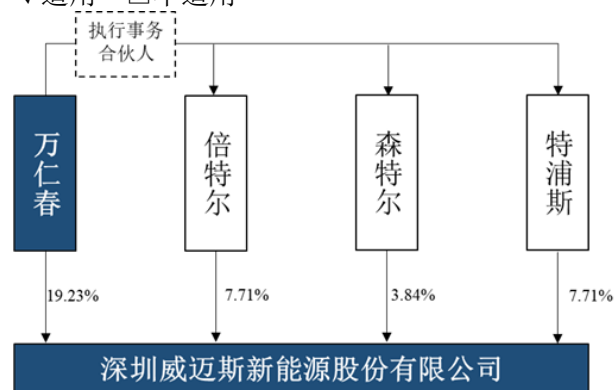 执行事务
合伙人
万仁春
倍特尔
森特尔
特浦斯
19.23%
7.71%
3.84%
7.71%
深圳威迈斯新能源股份有限公司